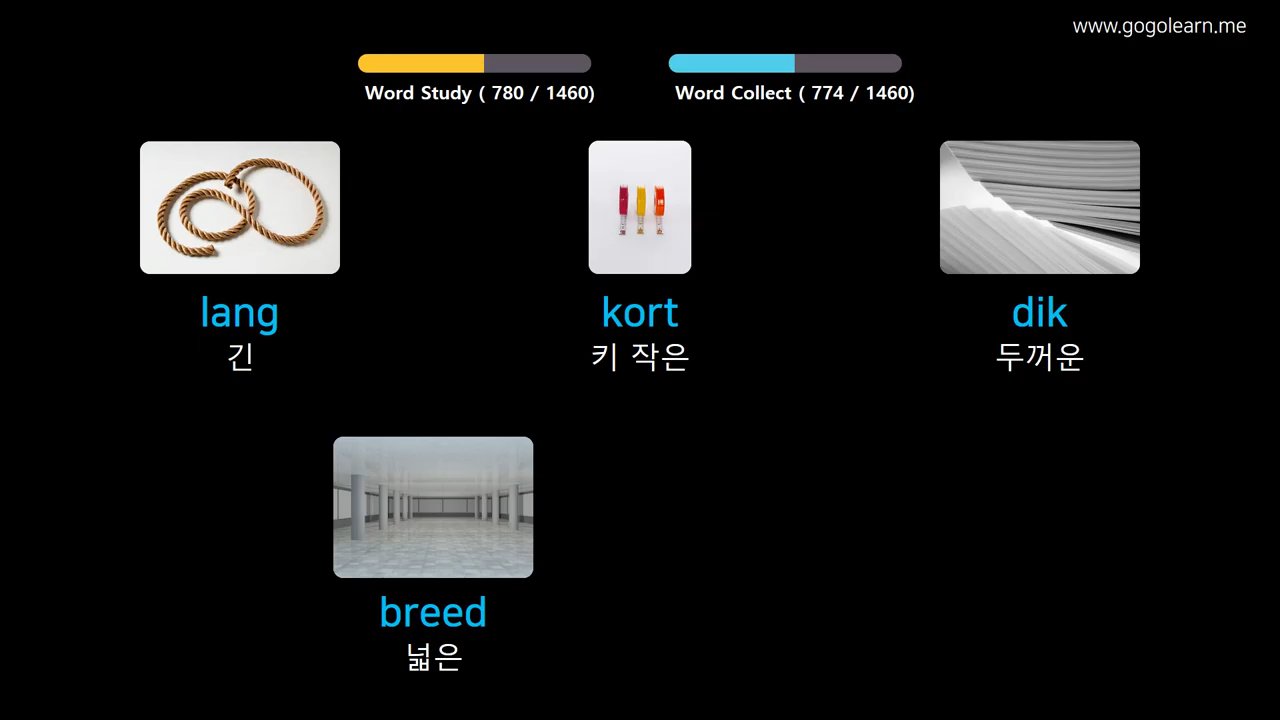 www.gogolearn.me
Word Study ( 780 / 1460)
Word Collect ( 774 / 1460)
lang
긴
kort
키 작은
dik
두꺼운
breed
넓은